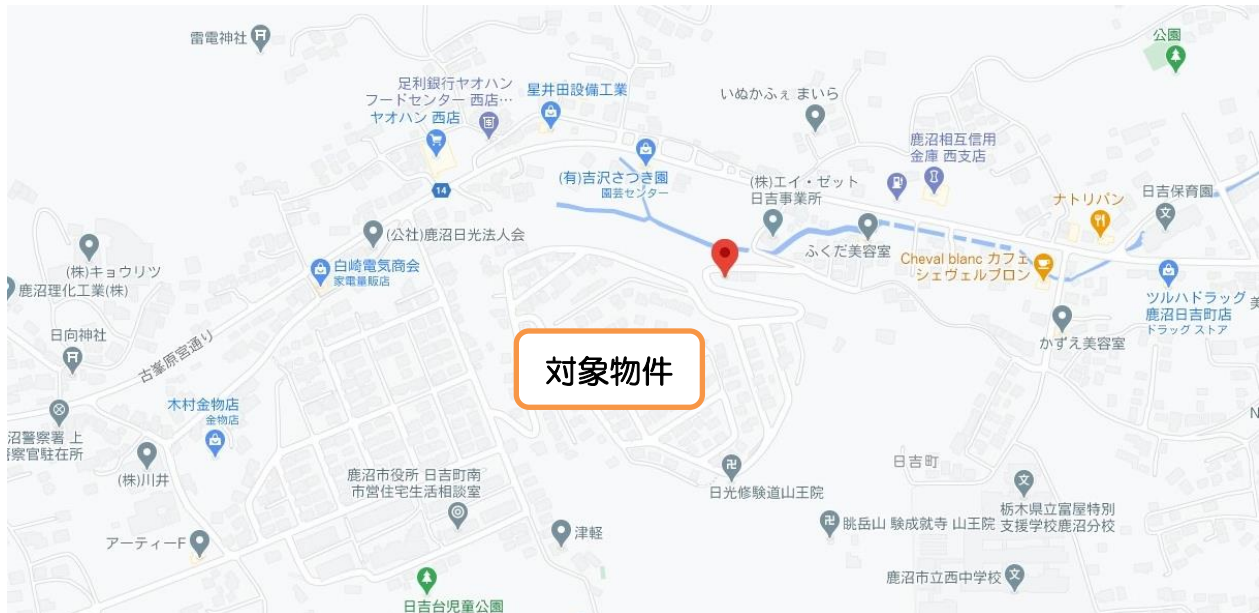 雷電神社
公園
足利銀行ヤオハン
フードセンター 西店…
ヤオハン 西店
星井田設備工業
いぬかふぇ まいら
鹿沼相互信用
金庫 西支店
(有)吉沢さつき園
園芸センター
(株)エイ・ゼット
日吉事業所
ナトリパン
日吉保育園
14
(公社)鹿沼日光法人会
ふくだ美容室
Cheval blanc カフェ
シェヴェルブロン
(株)キョウリツ
白崎電気商会
家電量販店
鹿沼理化工業(株)
ツルハドラッグ
鹿沼日吉町店
ドラッグ ストア
美
日向神社
古峯原宮通り
かずえ美容室
対象物件
木村金物店
金物店
沼警察署 上
警察官駐在所
N
(株)川井
鹿沼市役所 日吉町南
市営住宅生活相談室
日吉町
日光修験道山王院
栃木県立富屋特別
支援学校鹿沼分校
眺岳山 験成就寺 山王院
アーティーF
津軽
鹿沼市立西中学校
日吉台児童公園